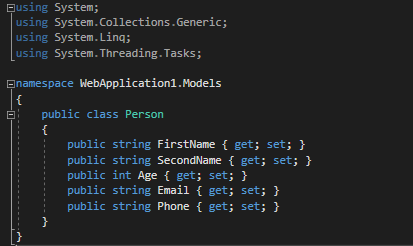 using System;
using System.Collections.Generic;
using System.Linq;
using System.Threading.Tasks;

namespace WebApplication1.Models
{
    public class Person
    {
        public string FirstName { get; set; }
        public string SecondName { get; set; }
        public int Age { get; set; }
        public string Email { get; set; }
        public string Phone { get; set; }
    }
}